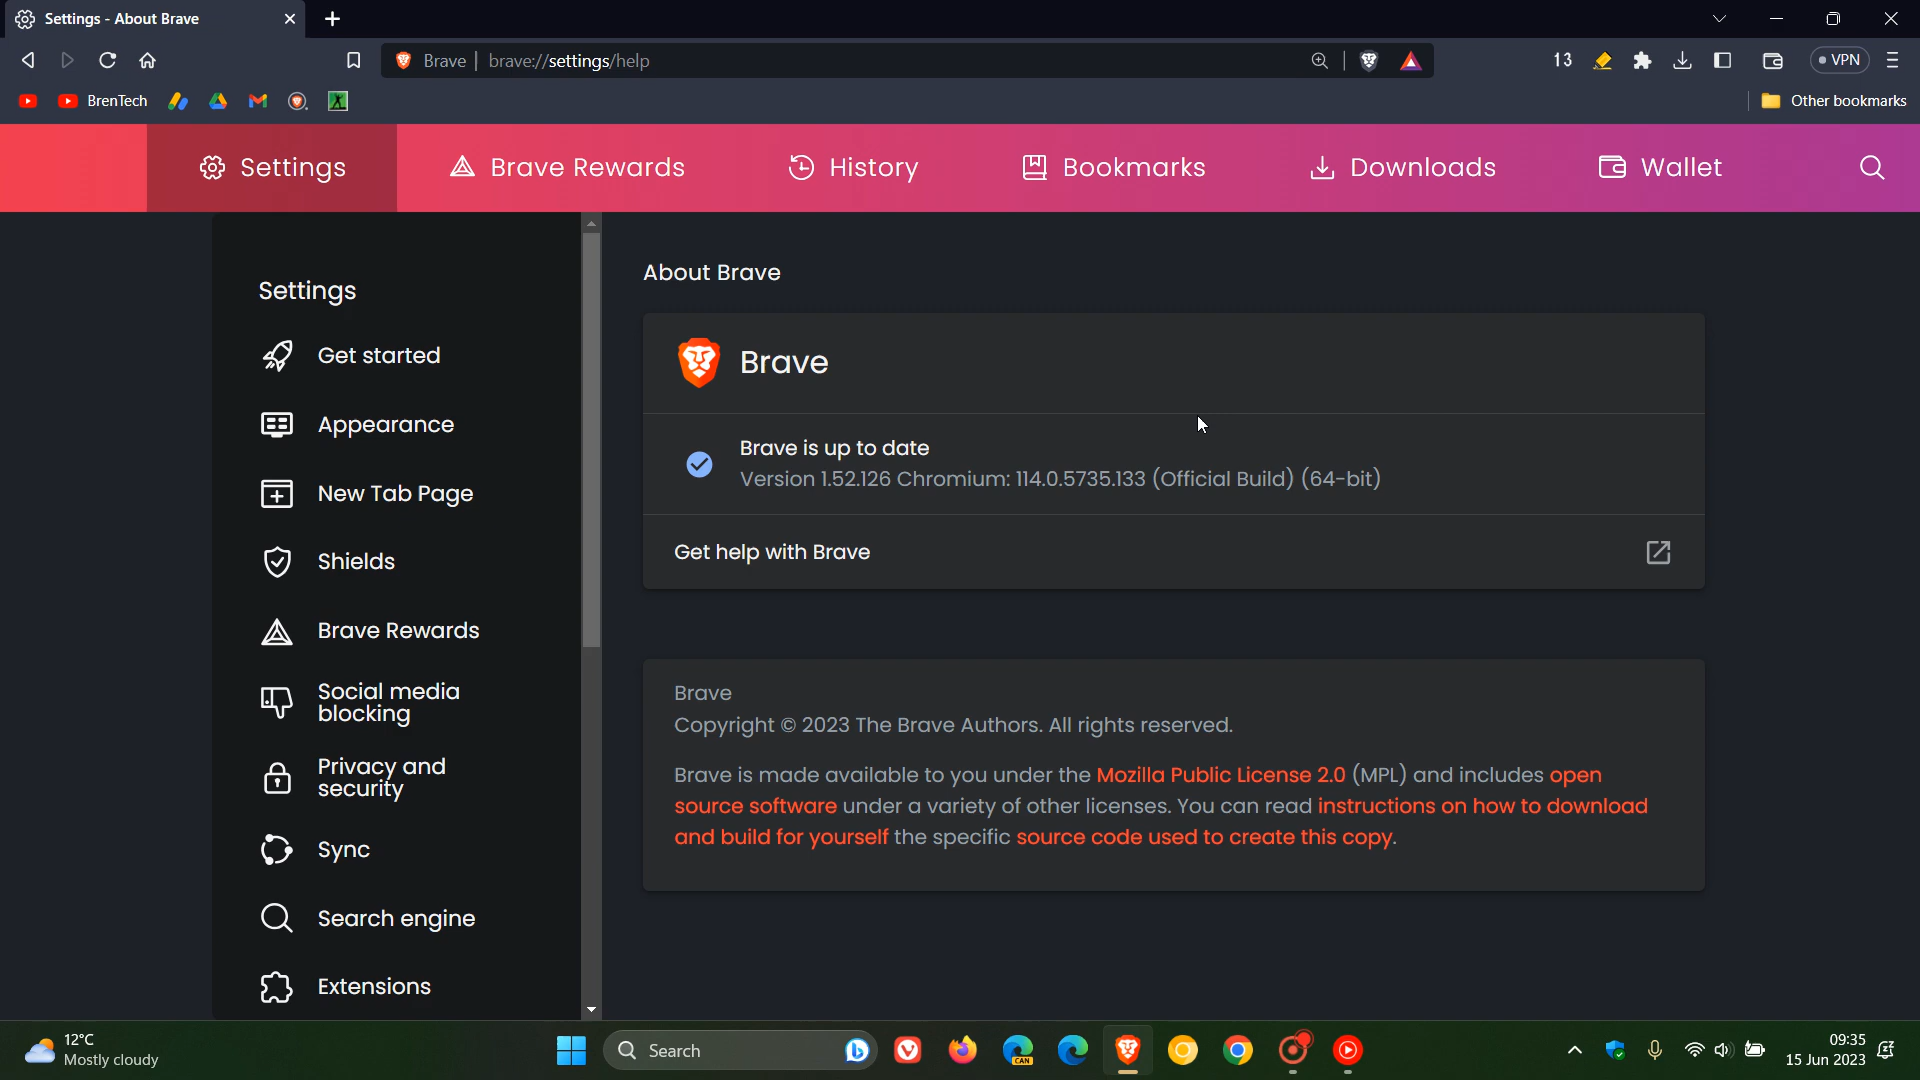 Settings - About Brave
Brave
brave://settings/help
13
VPN
BrenTech
Other bookmarks
Settings
Brave Rewards
History
Bookmarks
Downloads
Wallet
Settings
Get started
Appearance
New Tab Page
Shields
Brave Rewards
Social media
blocking
Privacy and
security
Sync
Search engine
Extensions
About Brave
Brave
Brave is up to date
Version 1.52.126 Chromium: 114.0.5735.133 (Official Build) (64-bit)
Get help with Brave
Brave
Copyright © 2023 The Brave Authors. All rights reserved.
Brave is made available to you under the Mozilla Public License 2.0 (MPL) and includes open
source software under a variety of other licenses. You can read instructions on how to download
and build for yourself the specific source code used to create this copy.
12°C
Mostly cloudy
Search
CAN
09:35
15 Jun 2023